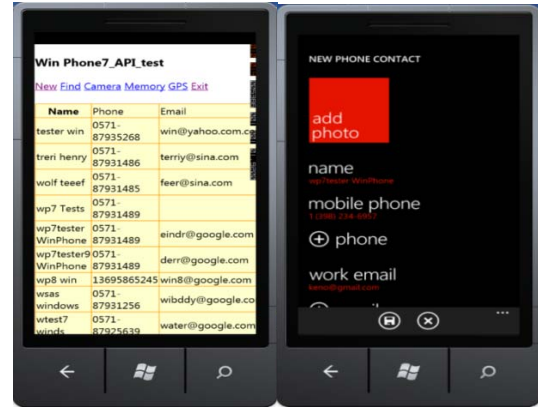 Win Phone7_API_test
New Find Camera Memory GPS Exit
Name Phone Email
tester win 0571-87935268 win@yahoo.com.c
treri henry 0571-87931486 terriy@sina.com
wolf teeef 0571-87931485 feer@sina.com
wp7 Tests 0571-87931489
wp7tester WinPhone 0571-87931489 eindr@google.com
wp7tester9 WinPhone 0571-87931489 derr@google.com
wp8 win 13695865245 win8@google.com
wsas windows 0571-87931256 wibddy@google.co
wtest7 winds 0571-87925639 water@google.com
NEW PHONE CONTACT
add
photo
name
wp7tester WinPhone
mobile phone
1 (398) 234-6957
phone
work email
keno@gmail.com